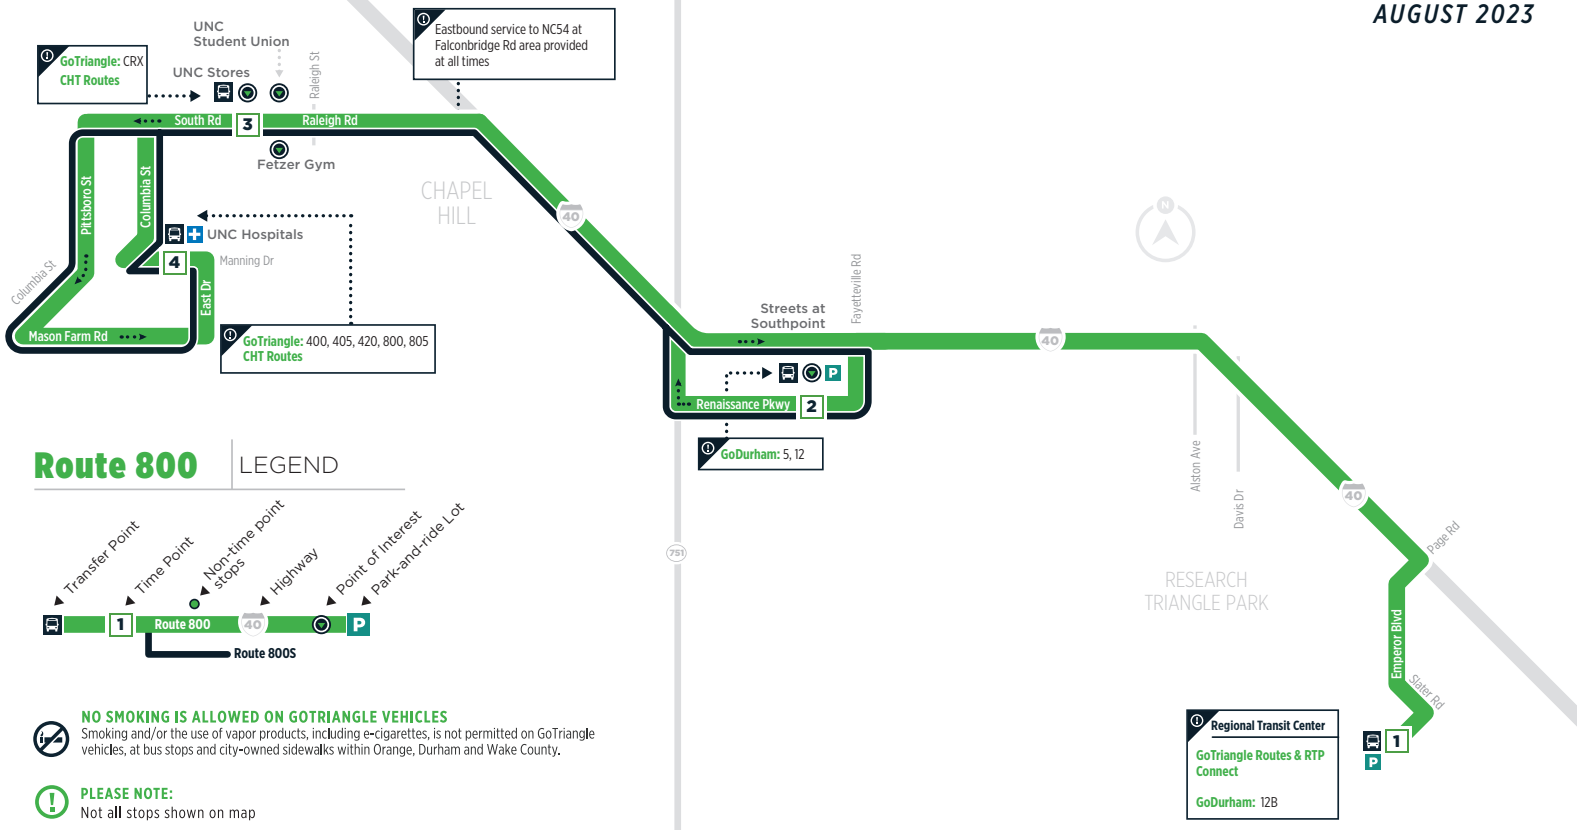 AUGUST 2023
UNC
Student Union
GoTriangle: CRX
CHT Routes
UNC Stores
Raleigh St
Eastbound service to NC54 at
Falconbridge Rd area provided
at all times
South Rd
3
Raleigh Rd
Fetzer Gym
CHAPEL
HILL
Pittsboro St
Columbia St
40
N
UNC Hospitals
4
Manning Dr
Columbia St
East Dr
Mason Farm Rd
GoTriangle: 400, 405, 420, 800, 805
CHT Routes
Streets at
Southpoint
Fayetteville Rd
40
P
Renaissance Pkwy
2
GoDurham: 5, 12
Alston Ave
Davis Dr
40
Page Rd
751
RESEARCH
TRIANGLE PARK
Emperor Blvd
Slater Rd
1
P
Regional Transit Center
GoTriangle Routes & RTP
Connect
GoDurham: 12B
Route 800
LEGEND
Transfer Point
Time Point
Non-time point
stops
Highway
Point of Interest
Park-and-ride Lot
1
Route 800
40
P
Route 800S
NO SMOKING IS ALLOWED ON GOTRIANGLE VEHICLES
Smoking and/or the use of vapor products, including e-cigarettes, is not permitted on GoTriangle
vehicles, at bus stops and city-owned sidewalks within Orange, Durham and Wake County.
PLEASE NOTE:
Not all stops shown on map